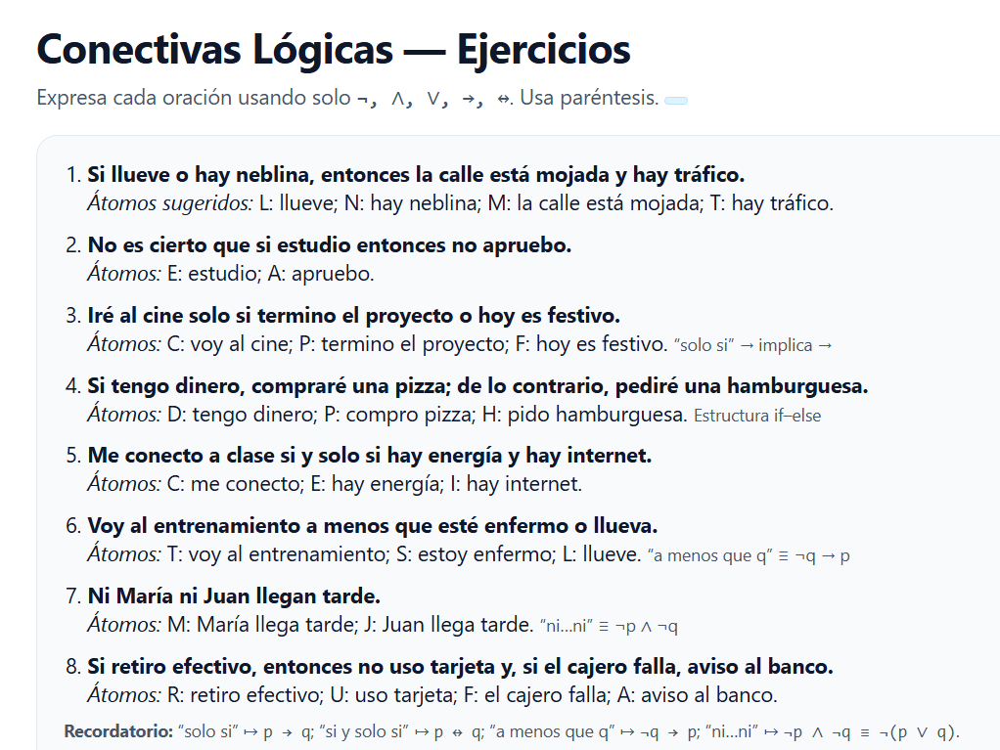 Conectivas Lógicas — Ejercicios
Expresa cada oración usando solo ¬, ∧, ∨, →, ↔. Usa paréntesis.
1. Si llueve o hay neblina, entonces la calle está mojada y hay tráfico.
Átomos sugeridos: L: llueve; N: hay neblina; M: la calle está mojada; T: hay tráfico.
2. No es cierto que si estudio entonces no apruebo.
Átomos: E: estudio; A: apruebo.
3. Iré al cine solo si termino el proyecto o hoy es festivo.
Átomos: C: voy al cine; P: termino el proyecto; F: hoy es festivo. “solo si” → implica →
4. Si tengo dinero, compraré una pizza; de lo contrario, pediré una hamburguesa.
Átomos: D: tengo dinero; P: compro pizza; H: pido hamburguesa. Estructura if–else
5. Me conecto a clase si y solo si hay energía y hay internet.
Átomos: C: me conecto; E: hay energía; I: hay internet.
6. Voy al entrenamiento a menos que esté enfermo o llueva.
Átomos: T: voy al entrenamiento; S: estoy enfermo; L: llueve. “a menos que q” ≡ ¬q → p
7. Ni María ni Juan llegan tarde.
Átomos: M: María llega tarde; J: Juan llega tarde. “ni…ni” ≡ ¬p ∧ ¬q
8. Si retiro efectivo, entonces no uso tarjeta y, si el cajero falla, aviso al banco.
Átomos: R: retiro efectivo; U: uso tarjeta; F: el cajero falla; A: aviso al banco.
Recordatorio: “solo si” ↦ p → q; “si y solo si” ↦ p ↔ q; “a menos que q” ↦ ¬q → p; “ni…ni” ↦ ¬p ∧ ¬q ≡ ¬(p ∨ q).